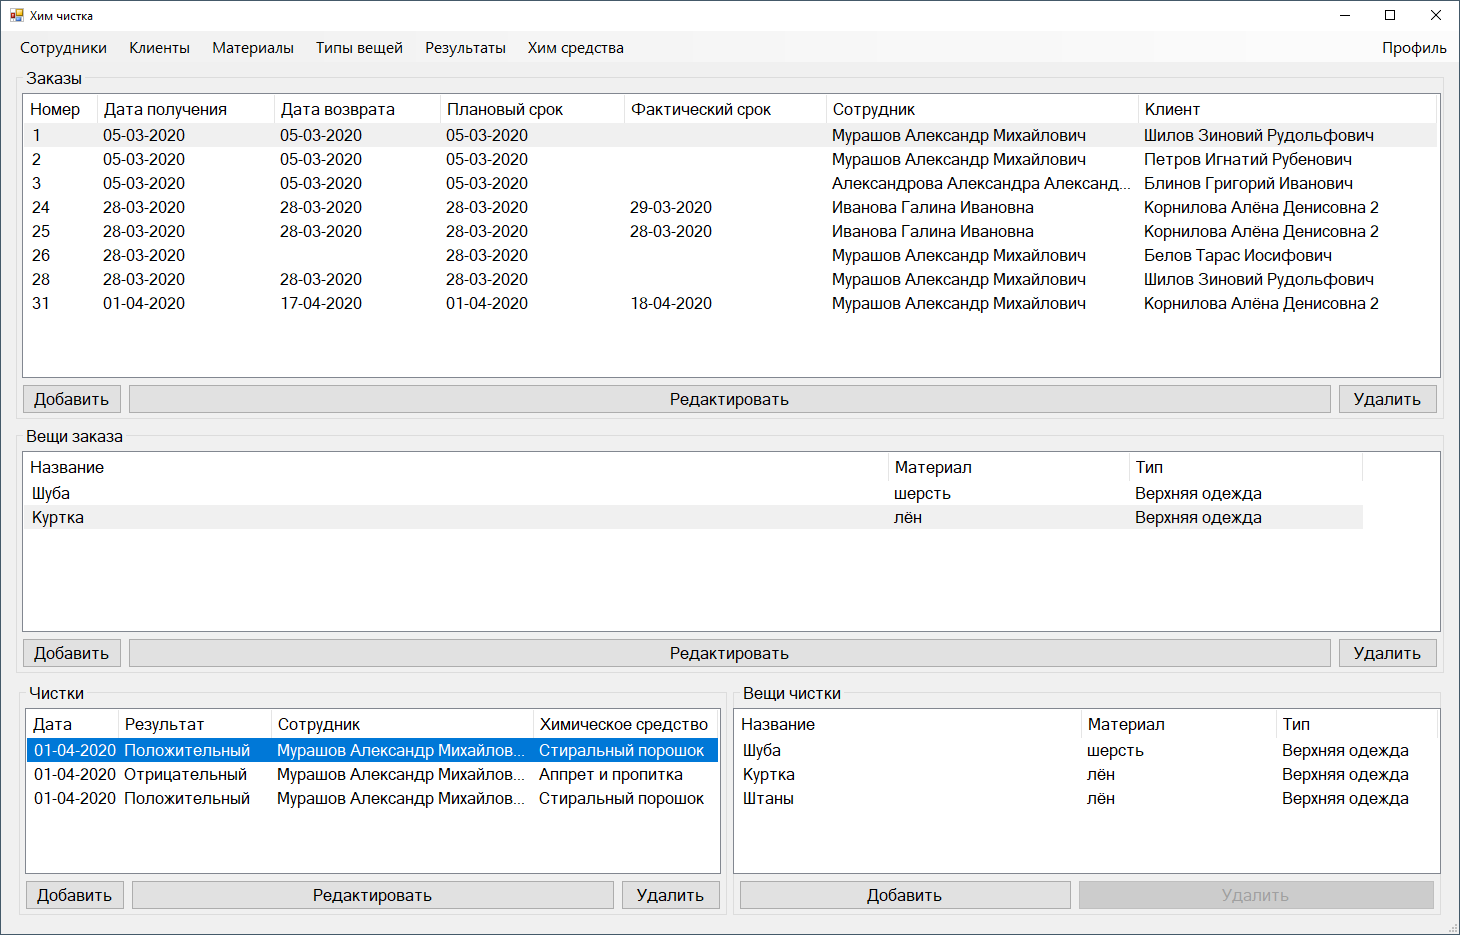 Хим чистка
Сотрудники Клиенты Материалы Типы вещей Результаты Хим средства Профиль
Заказы
Номер Дата получения Дата возврата Плановый срок Фактический срок Сотрудник Клиент
1 05-03-2020 05-03-2020 05-03-2020 Мурашов Александр Михайлович Шилов Зиновий Рудольфович
2 05-03-2020 05-03-2020 05-03-2020 Мурашов Александр Михайлович Петров Игнатий Рубенович
3 05-03-2020 05-03-2020 05-03-2020 Александрова Александра Александ... Блинов Григорий Иванович
24 28-03-2020 28-03-2020 28-03-2020 29-03-2020 Иванова Галина Ивановна Корнилова Алёна Денисовна 2
25 28-03-2020 28-03-2020 28-03-2020 28-03-2020 Иванова Галина Ивановна Корнилова Алёна Денисовна 2
26 28-03-2020 28-03-2020 Мурашов Александр Михайлович Белов Тарас Иосифович
28 28-03-2020 28-03-2020 28-03-2020 Мурашов Александр Михайлович Шилов Зиновий Рудольфович
31 01-04-2020 17-04-2020 01-04-2020 18-04-2020 Мурашов Александр Михайлович Корнилова Алёна Денисовна 2
Добавить Редактировать Удалить
Вещи заказа
Название Материал Тип
Шуба шерсть Верхняя одежда
Куртка лён Верхняя одежда
Добавить Редактировать Удалить
Чистки
Дата Результат Сотрудник Химическое средство
01-04-2020 Положительный Мурашов Александр Михайлов... Стиральный порошок
01-04-2020 Отрицательный Мурашов Александр Михайлов... Аппрет и пропитка
01-04-2020 Положительный Мурашов Александр Михайлов... Стиральный порошок
Добавить Редактировать Удалить
Вещи чистки
Название Материал Тип
Шуба шерсть Верхняя одежда
Куртка лён Верхняя одежда
Штаны лён Верхняя одежда
Добавить Удалить